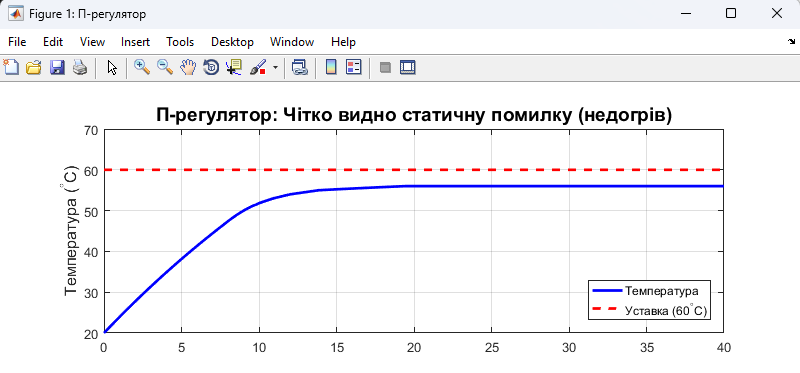 Figure 1: П-регулятор
File Edit View Insert Tools Desktop Window Help
П-регулятор: Чітко видно статичну помилку (недогрів)
Температура (°C)
70
60
50
40
30
20
0 5 10 15 20 25 30 35 40
Температура
Уставка (60°C)